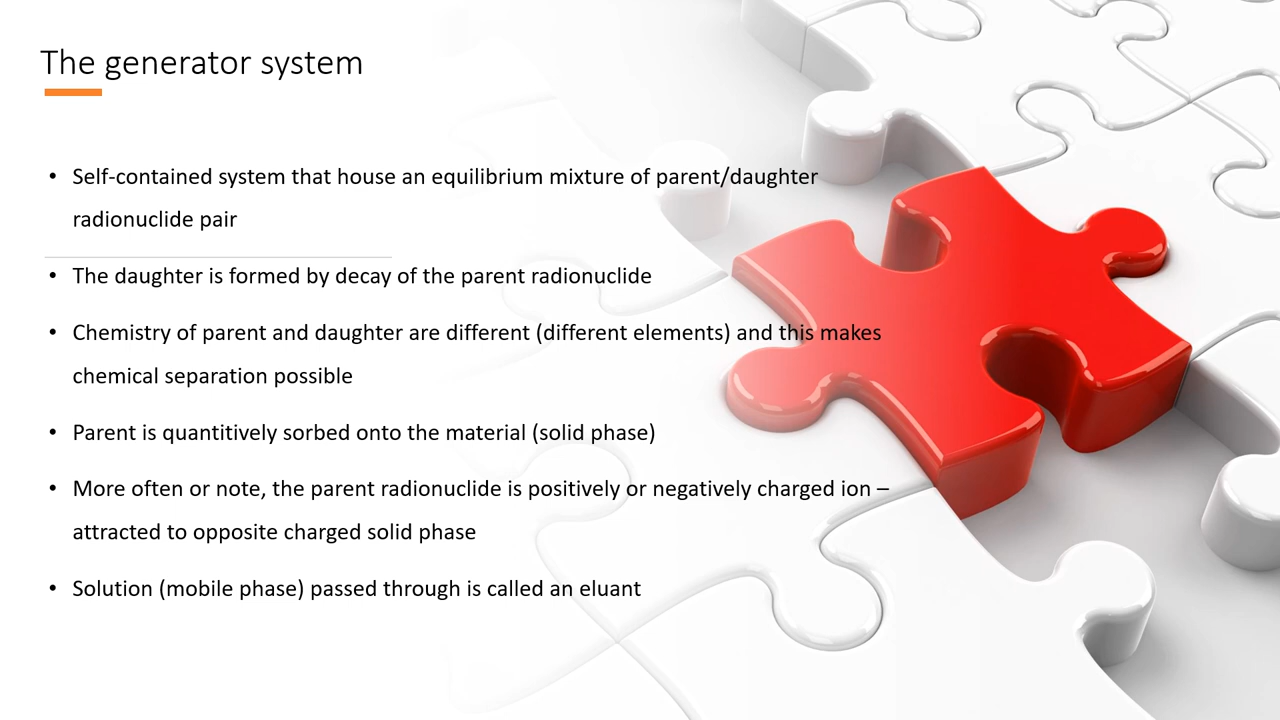 The generator system
• Self-contained system that house an equilibrium mixture of parent/daughter
radionuclide pair
• The daughter is formed by decay of the parent radionuclide
• Chemistry of parent and daughter are different (different elements) and this makes
chemical separation possible
• Parent is quantitively sorbed onto the material (solid phase)
• More often or note, the parent radionuclide is positively or negatively charged ion –
attracted to opposite charged solid phase
• Solution (mobile phase) passed through is called an eluant